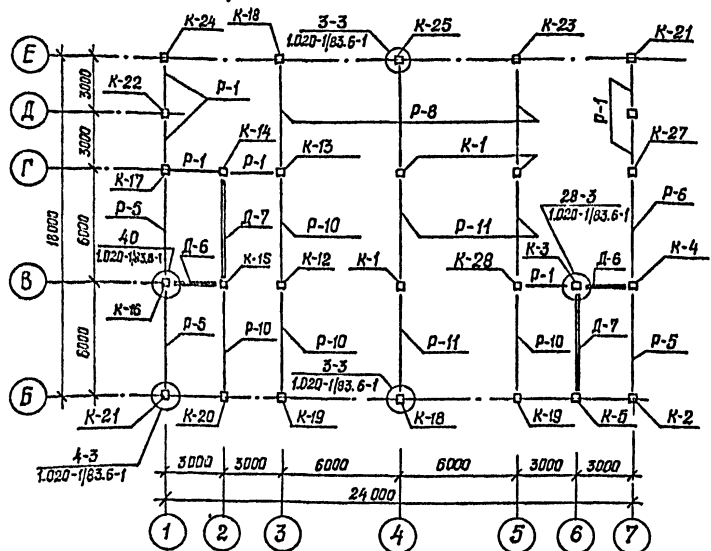 К-24 К-18 3-3 К-25 К-23 К-21
1.020-1/83.6-1
Е
3000
К-22 Р-1 Р-8 Р-1
Д
3000
К-14 К-13 К-1 К-27
Г Р-1 Р-1
К-17 28-3
1.020-1/83.6-1
18000 6000 Р-5 Д-7 Р-10 Р-11 Р-6
40 Д-6 К-3 Д-6
1.020-1/83.6-1
К-15 К-12 К-1 К-28 Р-1 К-4
В
К-16 Д-7
6000 Р-5 Р-10 Р-10 Р-11 Р-10 Р-5
3-3
1.020-1/83.6-1
Б
К-21 К-20 К-19 К-18 К-19 К-5 К-2
4-3
1.020-1/83.6-1
3000 3000 6000 6000 3000 3000
24 000
1 2 3 4 5 6 7